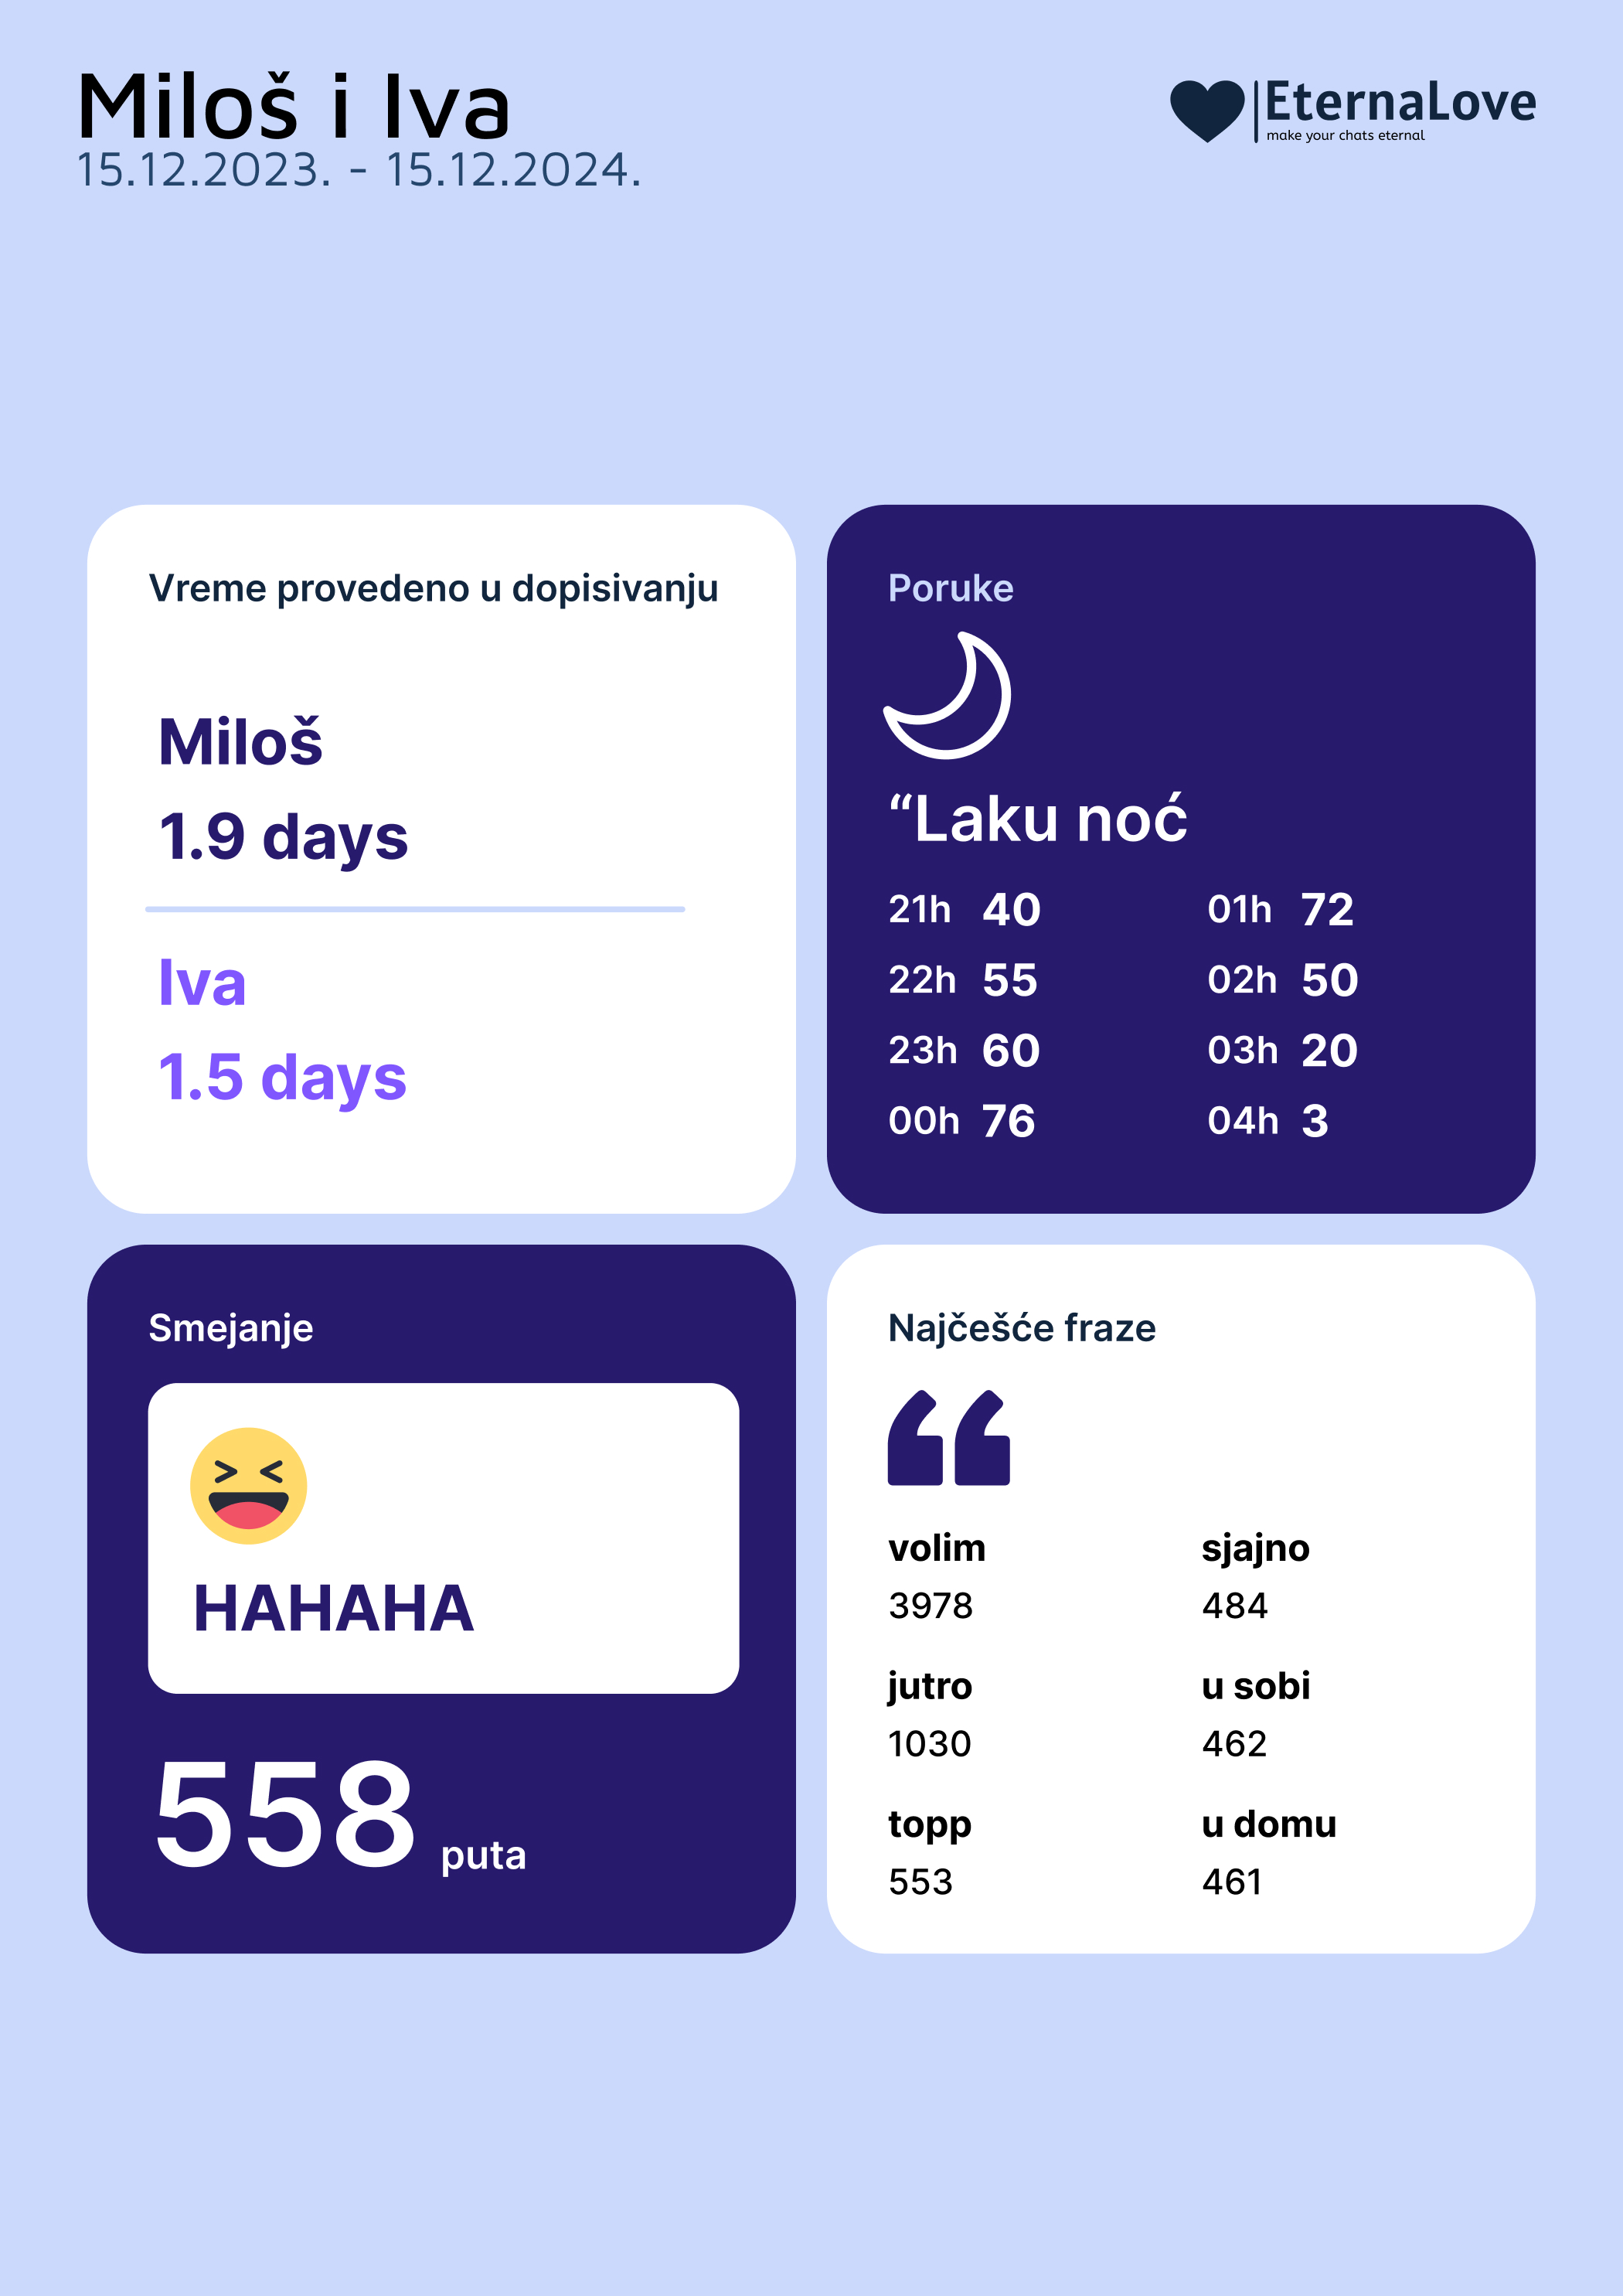 Miloš i Iva
15.12.2023. - 15.12.2024.
EternaLove
make your chats eternal
Vreme provedeno u dopisivanju
Miloš
1.9 days
Iva
1.5 days
Poruke
“Laku noć
21h 40 01h 72
22h 55 02h 50
23h 60 03h 20
00h 76 04h 3
Smejanje
HAHAHA
558 puta
Najčešće fraze
volim sjajno
3978 484
jutro u sobi
1030 462
topp u domu
553 461